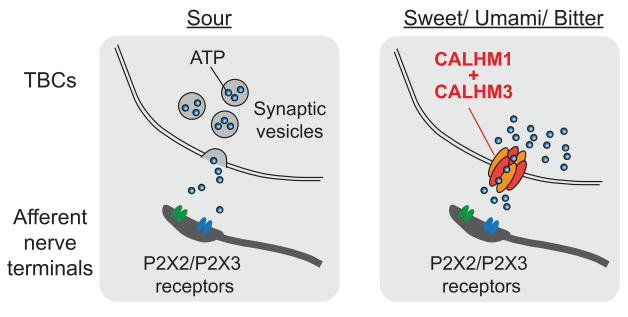 Sour
Sweet/ Umami/ Bitter
TBCs
ATP
Synaptic
vesicles
CALHM1
+
CALHM3
Afferent
nerve
terminals
P2X2/P2X3
receptors
P2X2/P2X3
receptors